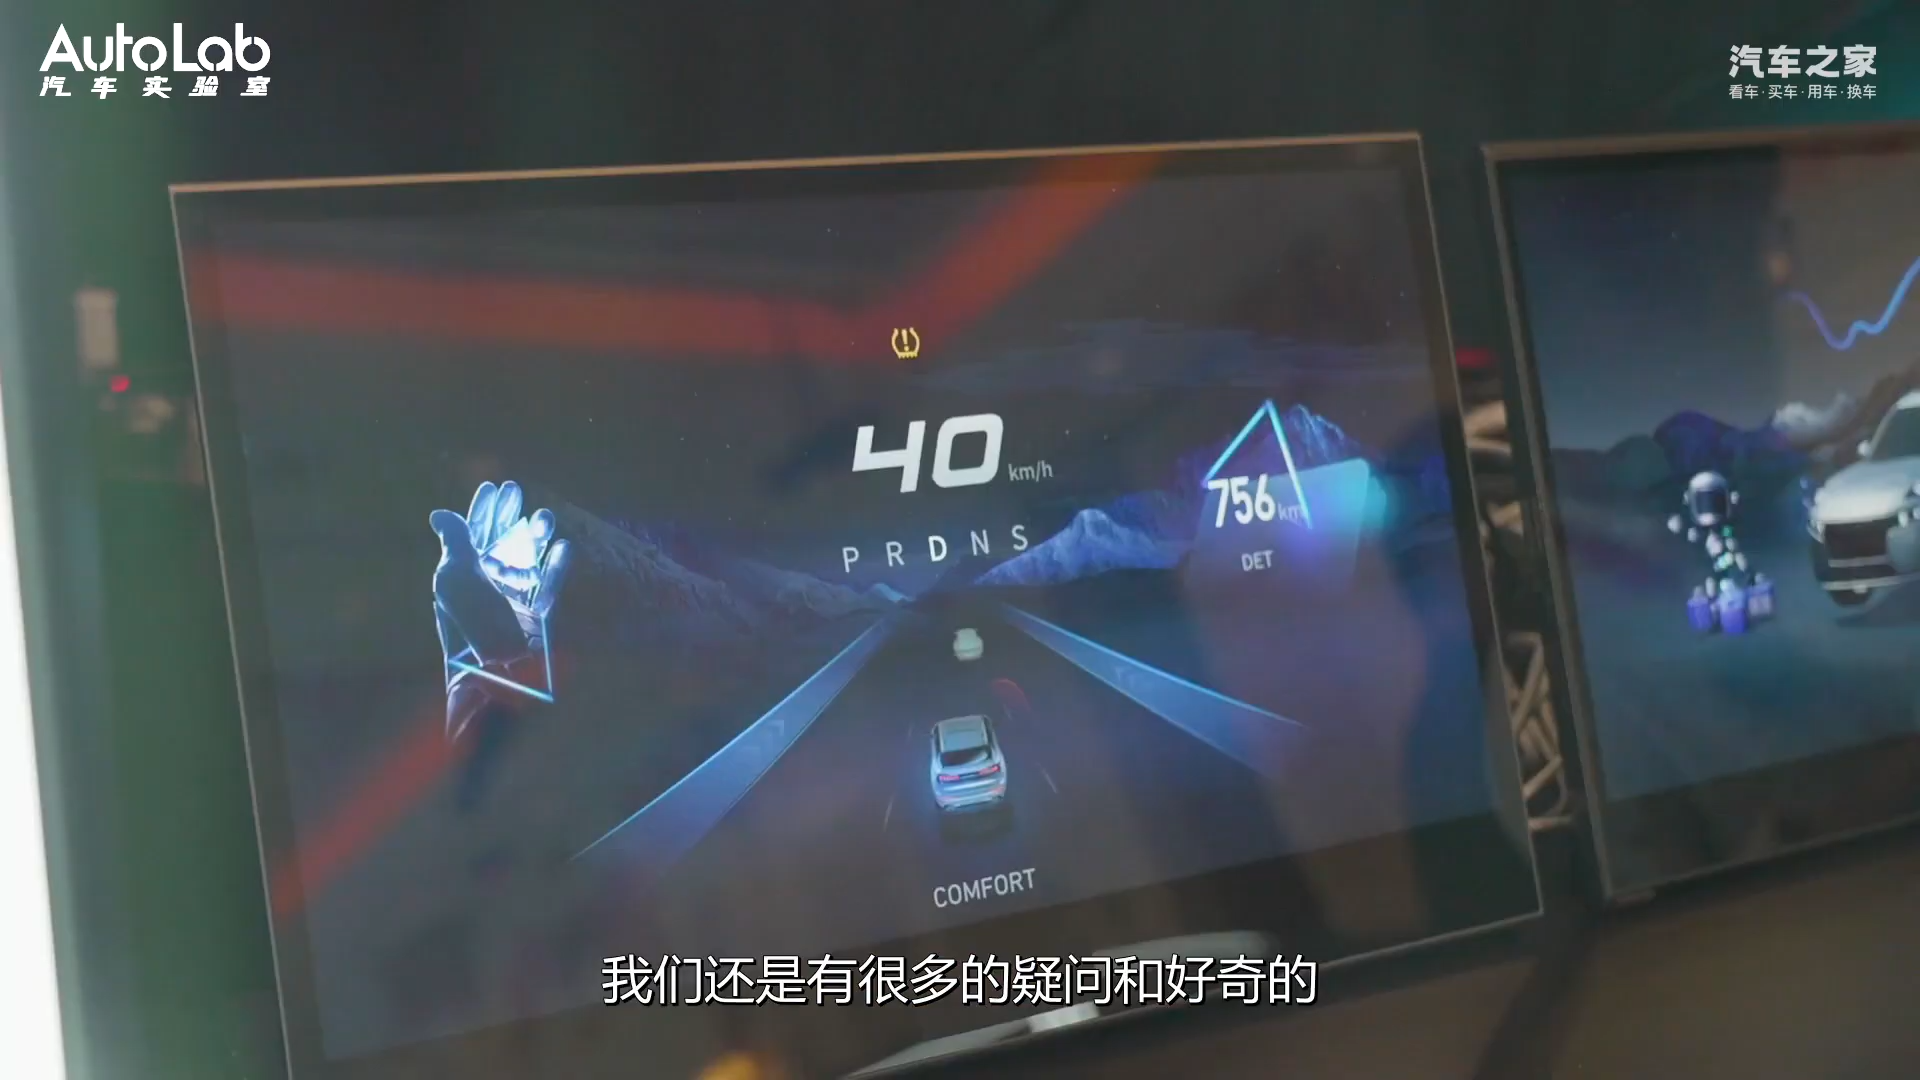 AutoLab
汽车实验室
汽车之家
看车·买车·用车·换车
40 km/h
P R D N S
756 km
DET
COMFORT
我们还是有很多的疑问和好奇的